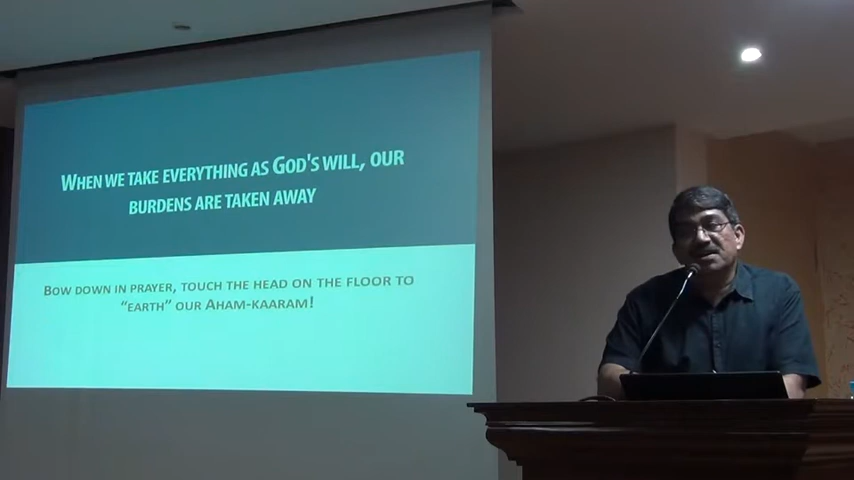 When we take everything as God's will, our
burdens are taken away
Bow down in prayer, touch the head on the floor to
"earth" our Aham-kaaram!